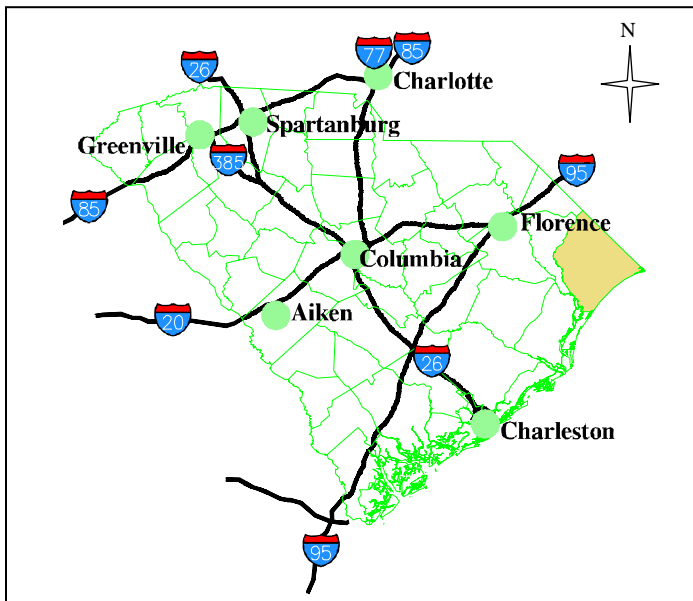 N
77
85
26
Charlotte
Spartanburg
Greenville
385
95
85
Florence
Columbia
Aiken
20
26
Charleston
95